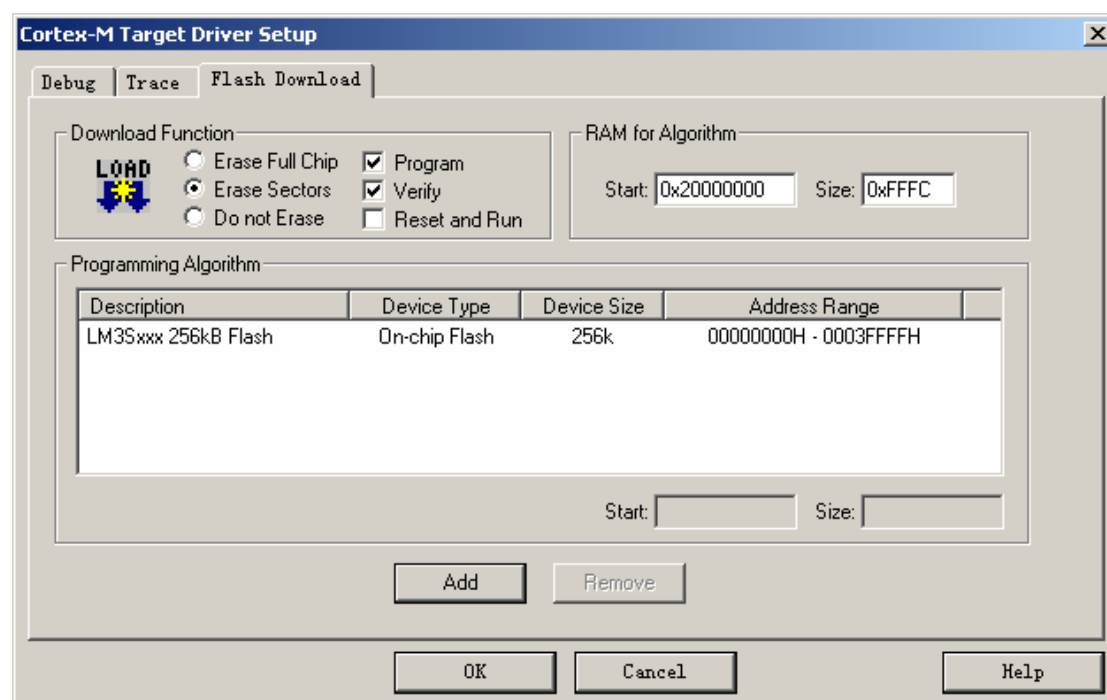 Cortex-M Target Driver Setup
Debug Trace Flash Download
Download Function
LOAD
Erase Full Chip
Erase Sectors
Do not Erase
Program
Verify
Reset and Run
RAM for Algorithm
Start: 0x20000000 Size: 0xFFFC
Programming Algorithm
Description Device Type Device Size Address Range
LM3Sxxx 256kB Flash On-chip Flash 256k 00000000H - 0003FFFFH
Start: Size:
Add Remove
OK Cancel Help